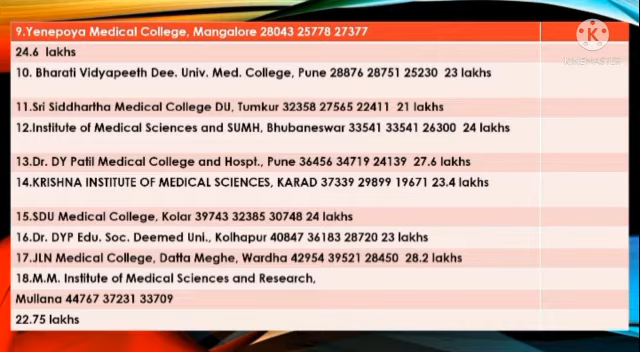 9.Yenepoya Medical College, Mangalore 28043 25778 27377
24.6 lakhs
10. Bharati Vidyapeeth Dee. Univ. Med. College, Pune 28876 28751 25230 23 lakhs
11.Sri Siddhartha Medical College DU, Tumkur 32358 27565 22411 21 lakhs
12.Institute of Medical Sciences and SUMH, Bhubaneswar 33541 33541 26300 24 lakhs
13.Dr. DY Patil Medical College and Hospt., Pune 36456 34719 24139 27.6 lakhs
14.KRISHNA INSTITUTE OF MEDICAL SCIENCES, KARAD 37339 29899 19671 23.4 lakhs
15.SDU Medical College, Kolar 39743 32385 30748 24 lakhs
16.Dr. DYP Edu. Soc. Deemed Uni., Kolhapur 40847 36183 28720 23 lakhs
17.JLN Medical College, Datta Meghe, Wardha 42954 39521 28450 28.2 lakhs
18.M.M. Institute of Medical Sciences and Research,
Mullana 44767 37231 33709
22.75 lakhs
KINEMASTER